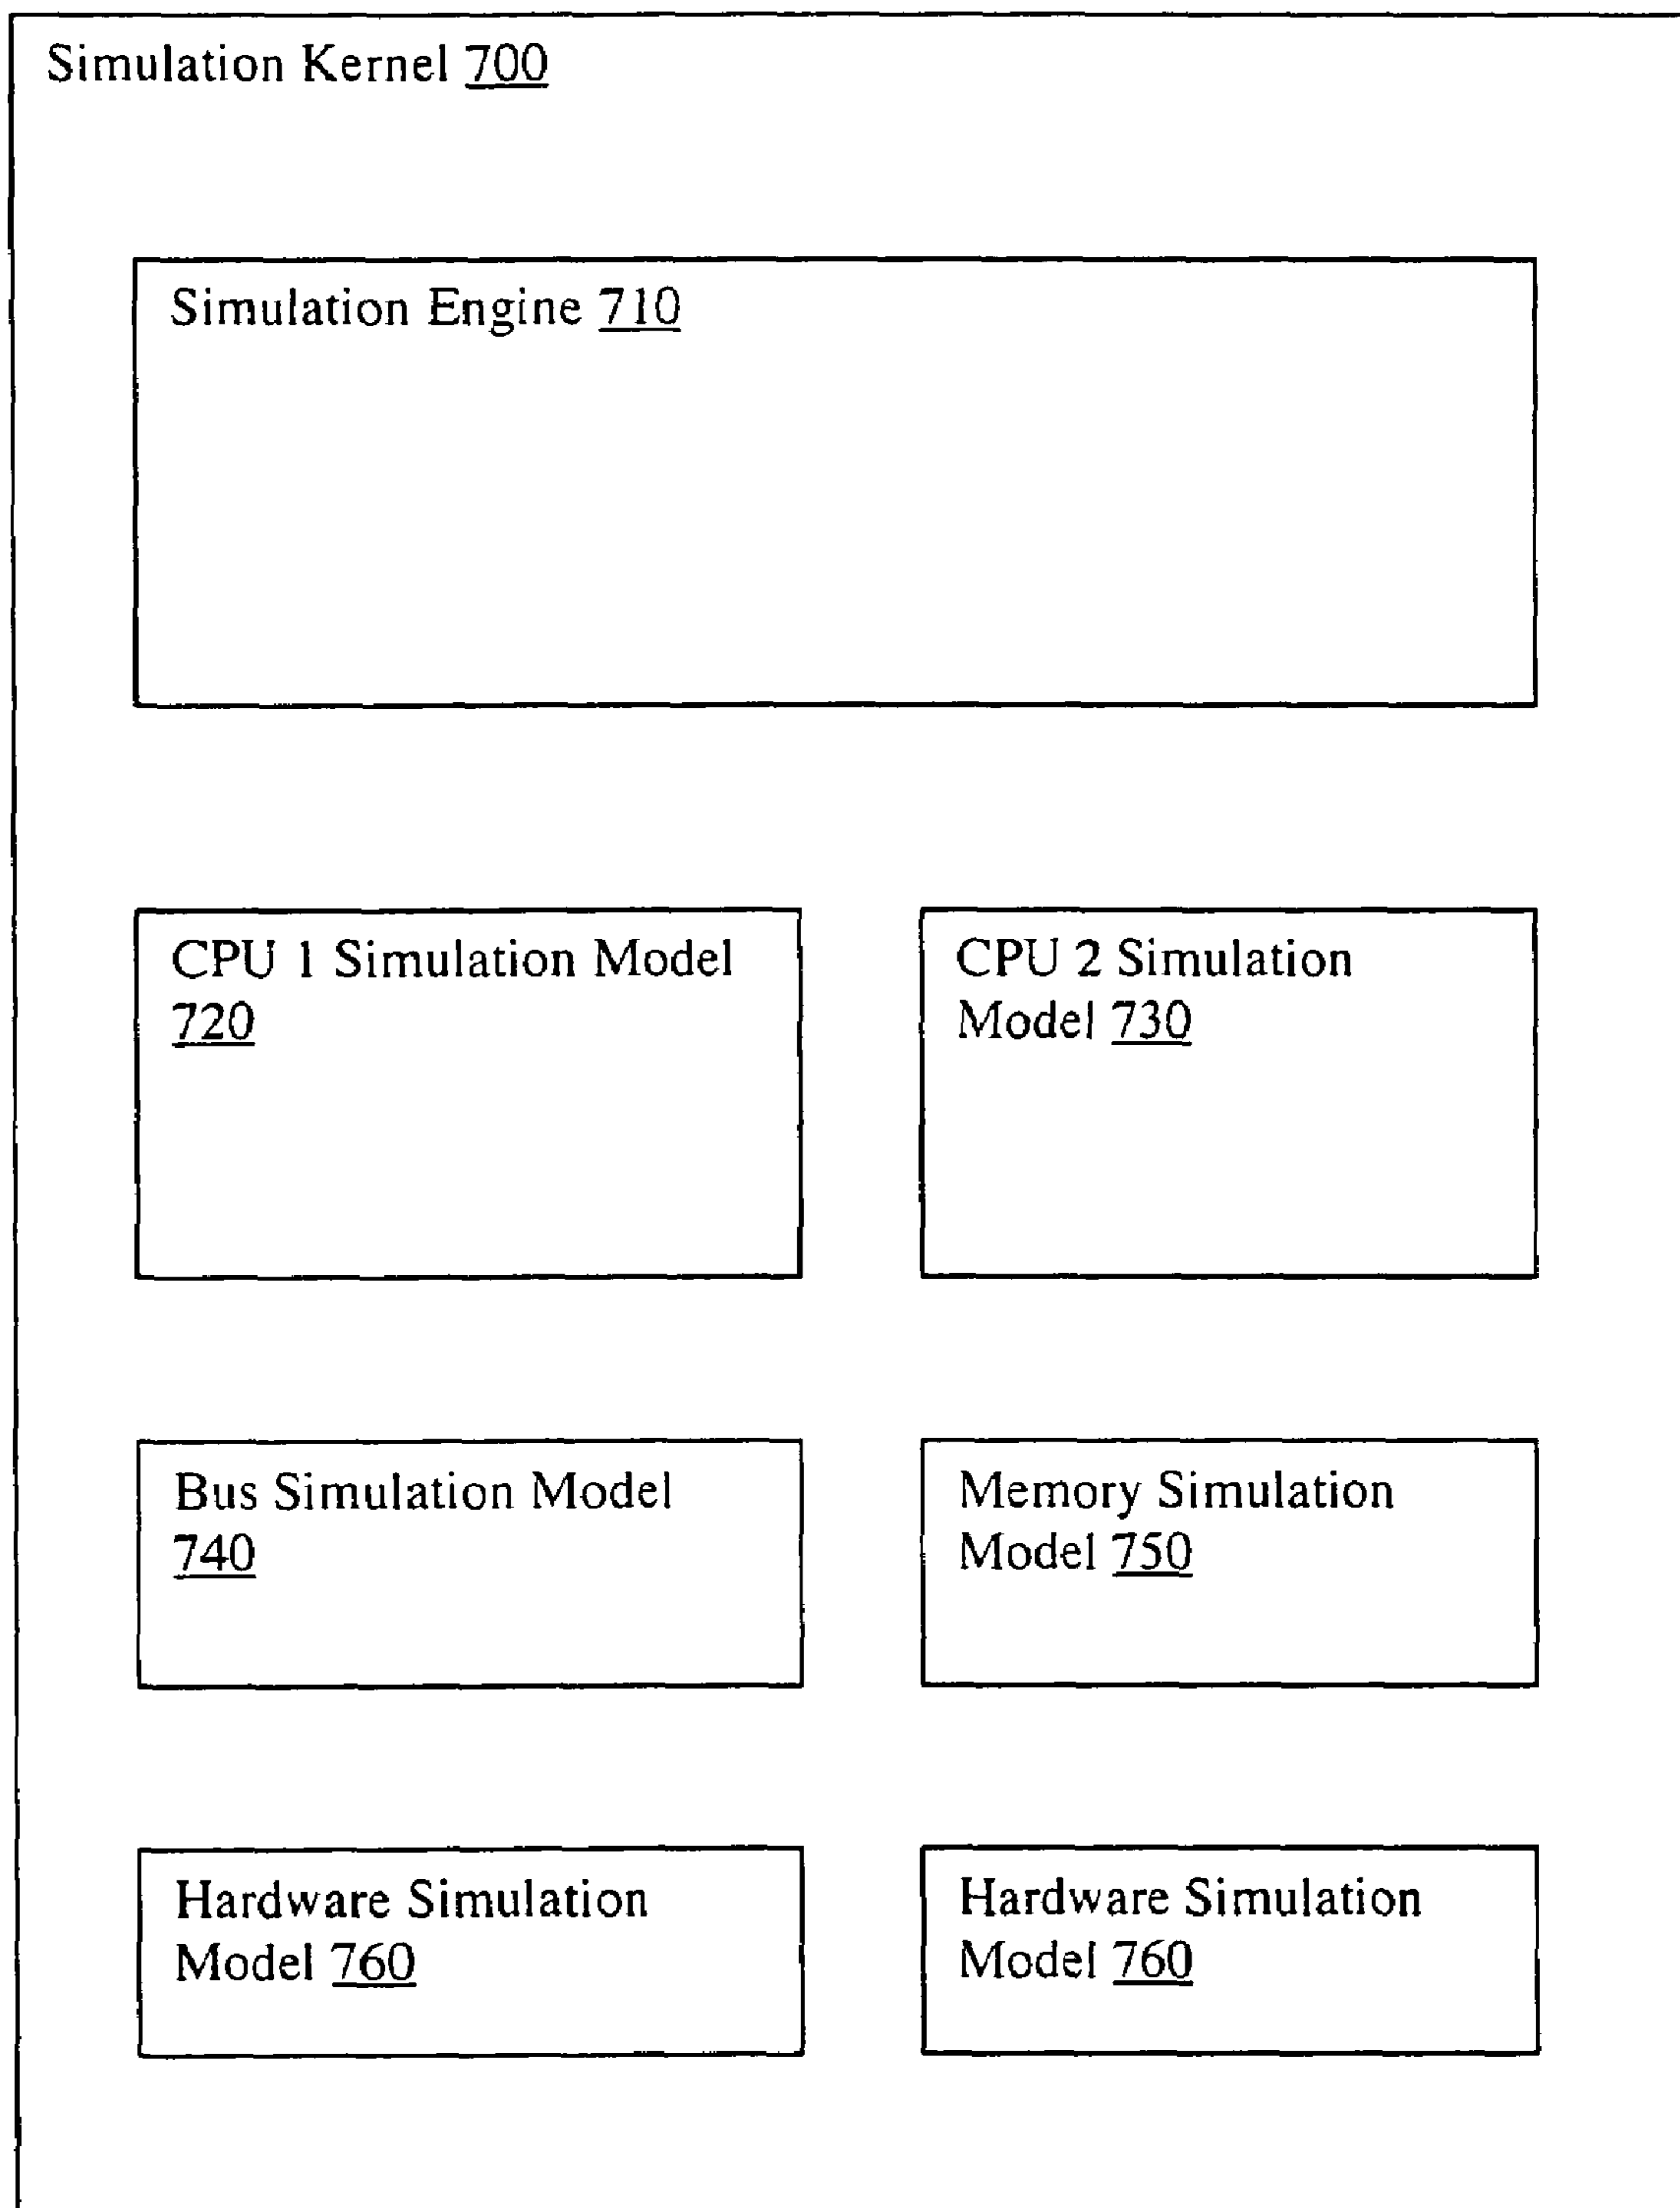 Simulation Kernel 700
Simulation Engine 710
CPU 1 Simulation Model
720
CPU 2 Simulation
Model 730
Bus Simulation Model
740
Memory Simulation
Model 750
Hardware Simulation
Model 760
Hardware Simulation
Model 760